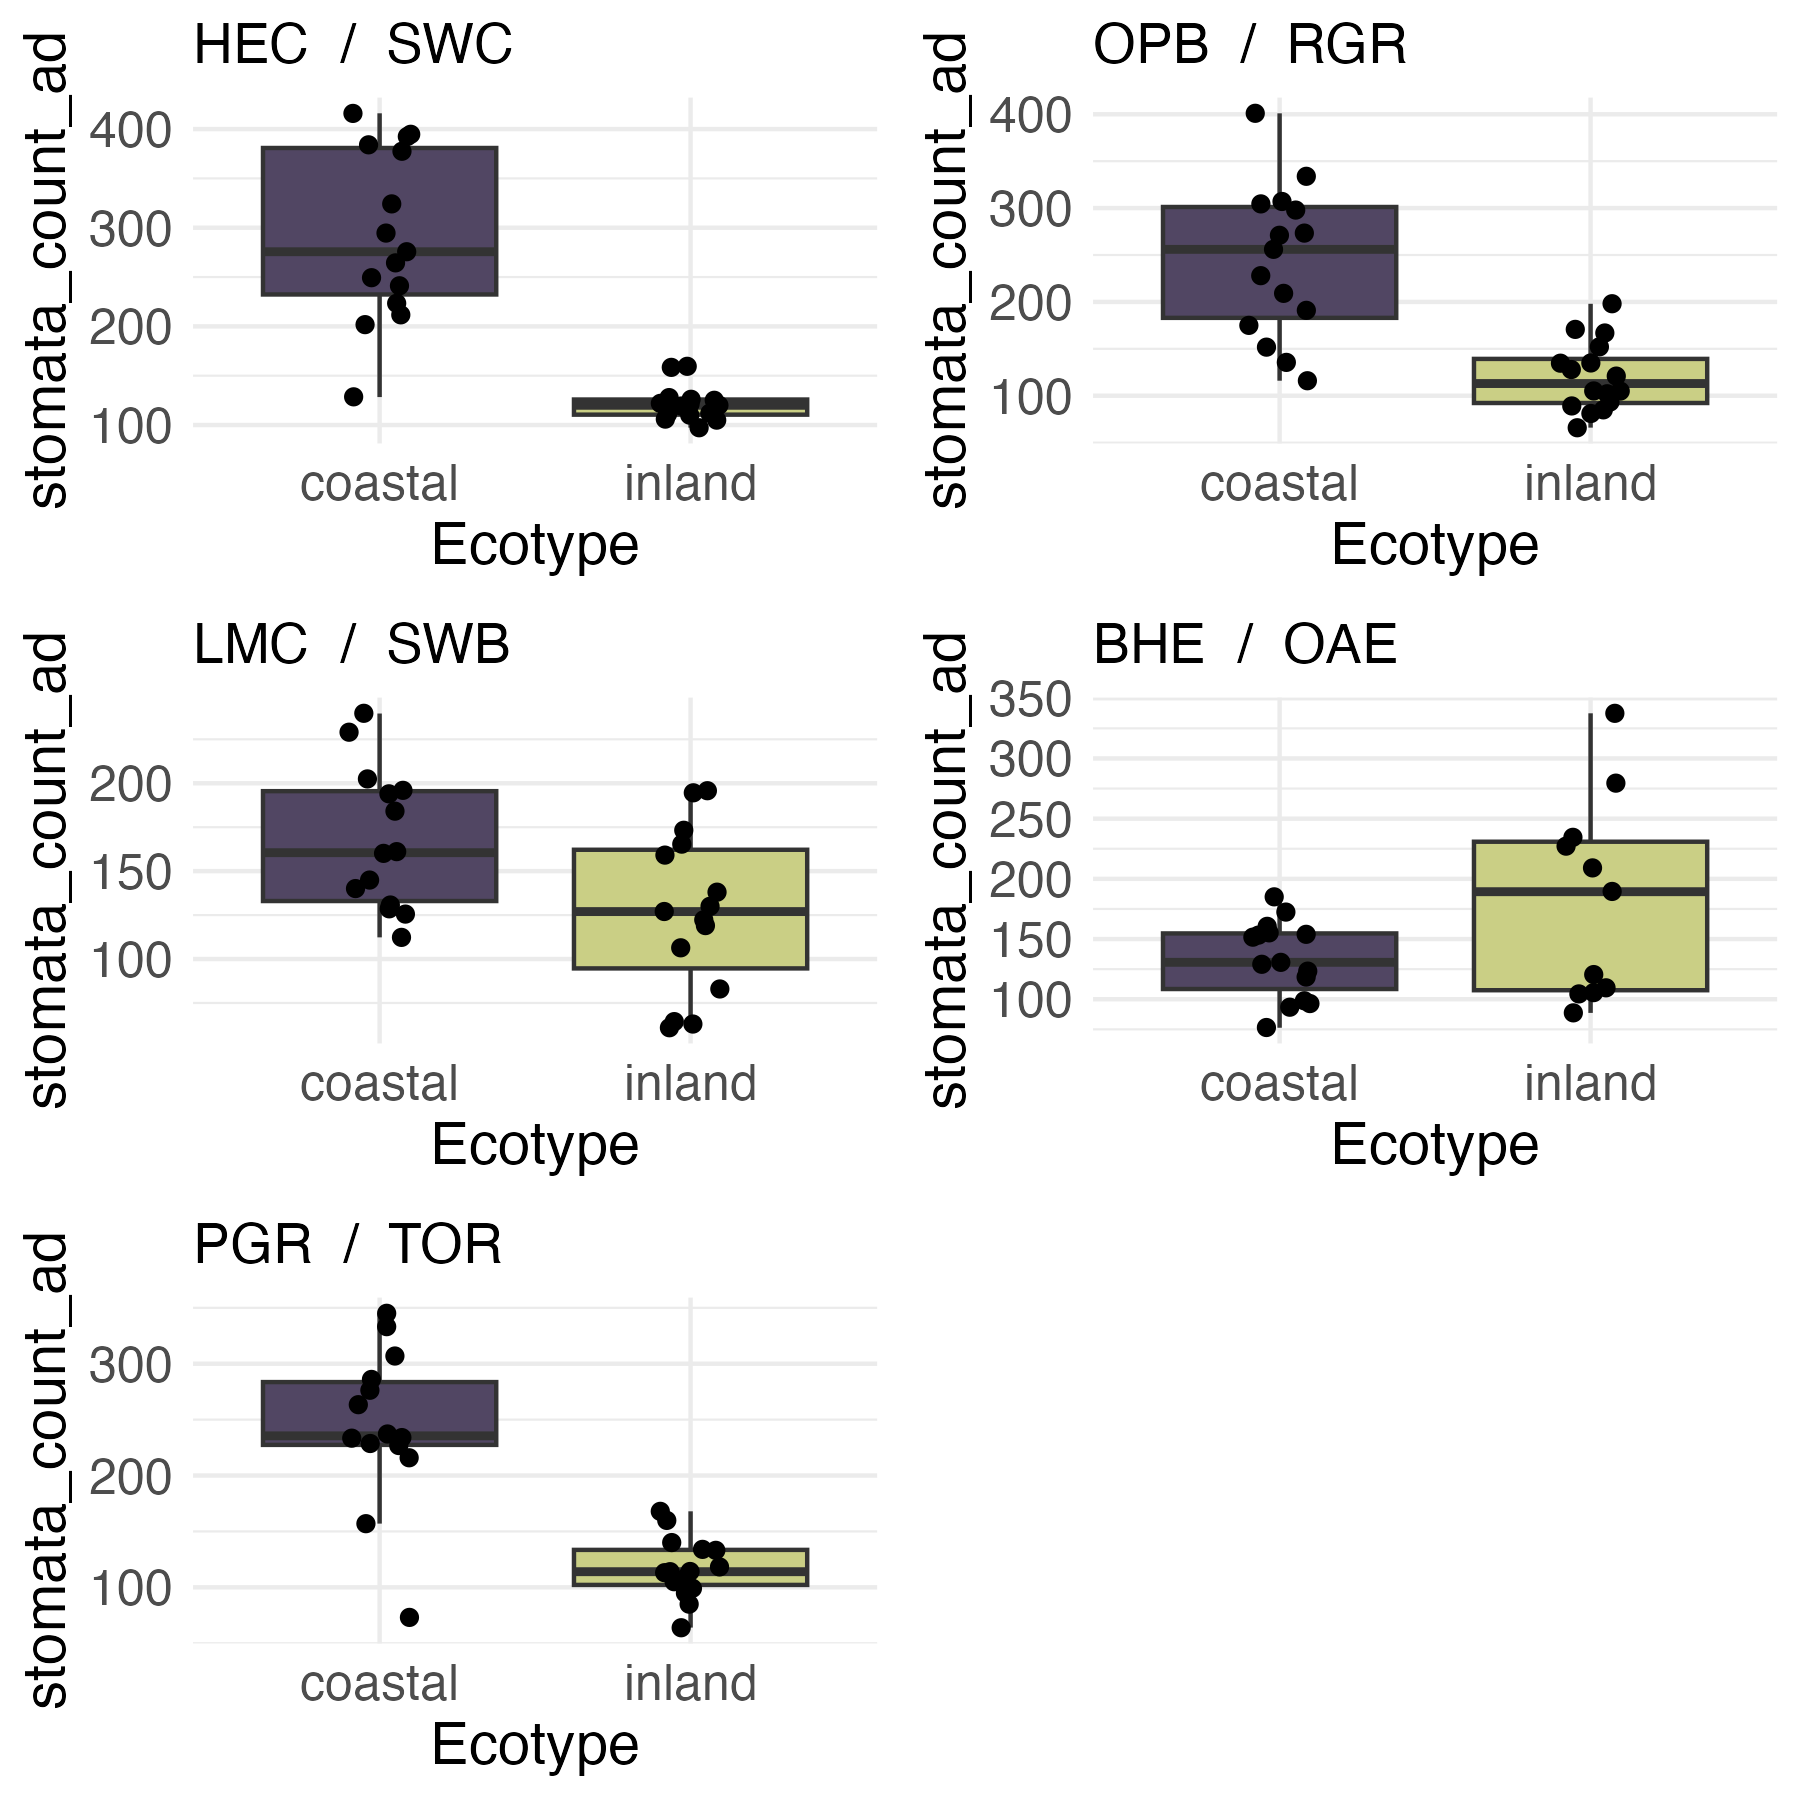 HEC / SWC
stomata_count_ad
400
300
200
100
coastal inland
Ecotype
OPB / RGR
stomata_count_ad
400
300
200
100
coastal inland
Ecotype
LMC / SWB
stomata_count_ad
200
150
100
coastal inland
Ecotype
BHE / OAE
stomata_count_ad
350
300
250
200
150
100
coastal inland
Ecotype
PGR / TOR
stomata_count_ad
300
200
100
coastal inland
Ecotype